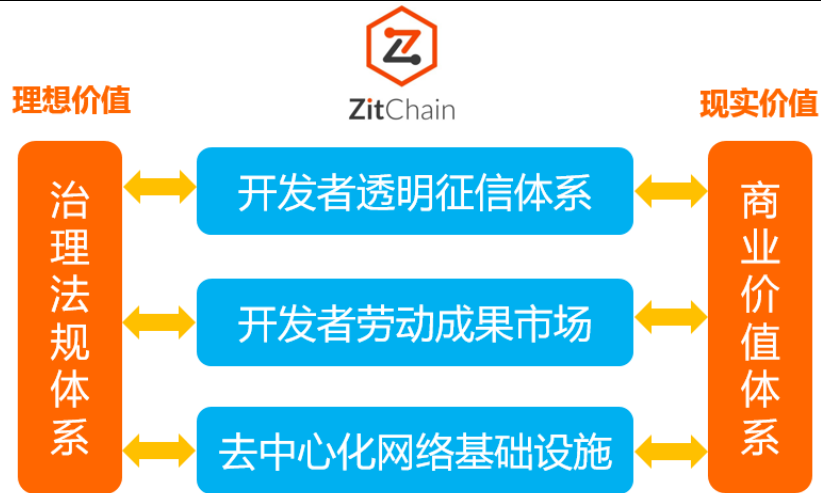 ZitChain
理想价值
现实价值
治理法规体系
开发者透明征信体系
开发者劳动成果市场
去中心化网络基础设施
商业价值体系